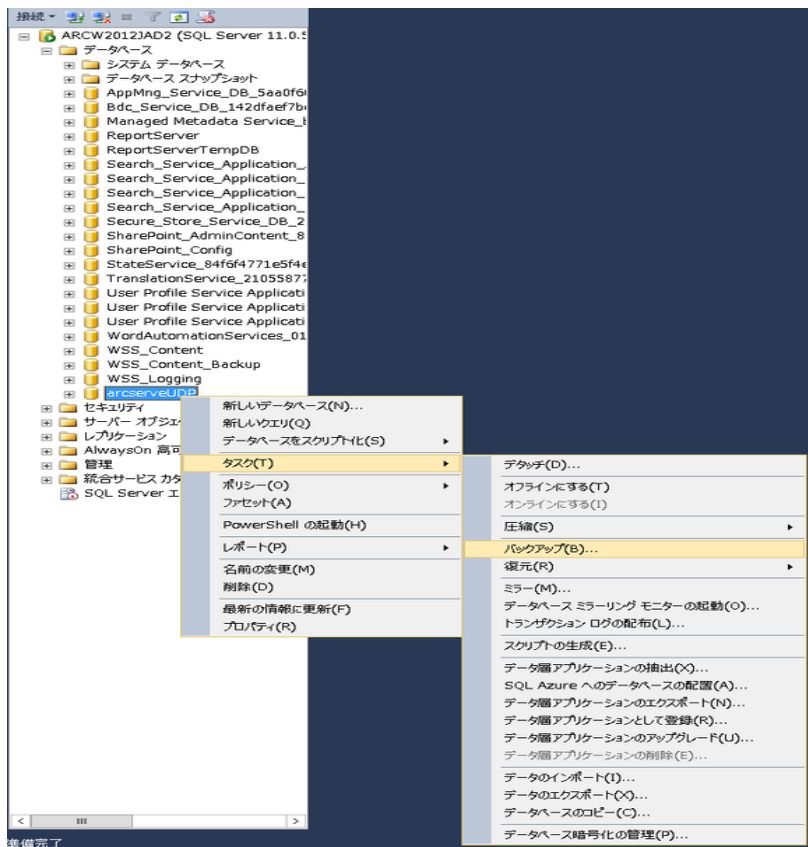 接続
ARCW2012JAD2 (SQL Server 11.0.5
データベース
システム データベース
データベース スナップショット
AppMng_Service_DB_5aa0f6
Bdc_Service_DB_142dfaef7b
Managed Metadata Service_
ReportServer
ReportServerTempDB
Search_Service_Application_
Search_Service_Application_
Search_Service_Application_
Search_Service_Application_
Secure_Store_Service_DB_2
SharePoint_AdminContent_8
SharePoint_Config
StateService_84f6f4771e5f4e
TranslationService_21055877
User Profile Service Applicati
User Profile Service Applicati
User Profile Service Applicati
WordAutomationServices_01
WSS_Content
WSS_Content_Backup
WSS_Logging
arcserveUDP
セキュリティ
サーバー オブジェ
レプリケーション
AlwaysOn 高可
管理
統合サービス カタ
SQL Server エ
新しいデータベース(N)...
新しいクエリ(Q)
データベースをスクリプト化(S)
タスク(T)
ポリシー(O)
ファセット(A)
PowerShell の起動(H)
レポート(P)
名前の変更(M)
削除(D)
最新の情報に更新(F)
プロパティ(R)
デタッチ(D)...
オフラインにする(T)
オンラインにする(I)
圧縮(S)
バックアップ(B)...
復元(R)
ミラー(M)...
データベース ミラーリング モニターの起動(O)...
トランザクション ログの配布(L)...
スクリプトの生成(E)...
データ層アプリケーションの抽出(X)...
SQL Azure へのデータベースの配置(A)...
データ層アプリケーションのエクスポート(N)...
データ層アプリケーションとして登録(R)...
データ層アプリケーションのアップグレード(U)...
データ層アプリケーションの削除(E)...
データのインポート(I)...
データのエクスポート(X)...
データベースのコピー(C)...
データベース暗号化の管理(P)...
準備完了